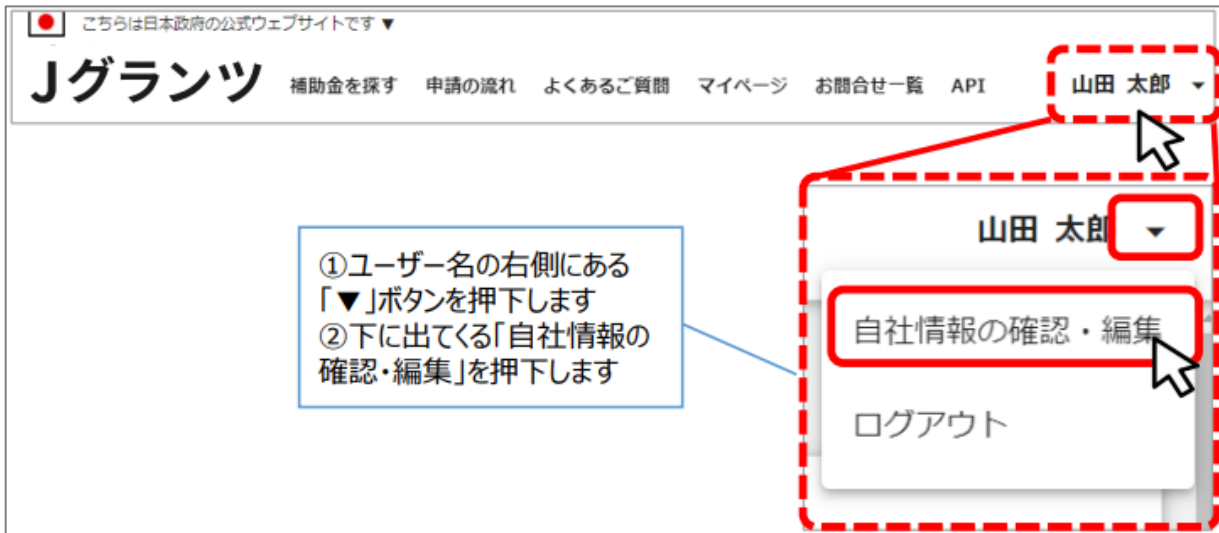 こちらは日本政府の公式ウェブサイトです ▼
Jグランツ 補助金を探す 申請の流れ よくあるご質問 マイページ お問合せ一覧 API 山田 太郎 ▼
山田 太郎 ▼
①ユーザー名の右側にある
「▼」ボタンを押下します
②下に出てくる「自社情報の
確認・編集」を押下します
自社情報の確認・編集
ログアウト